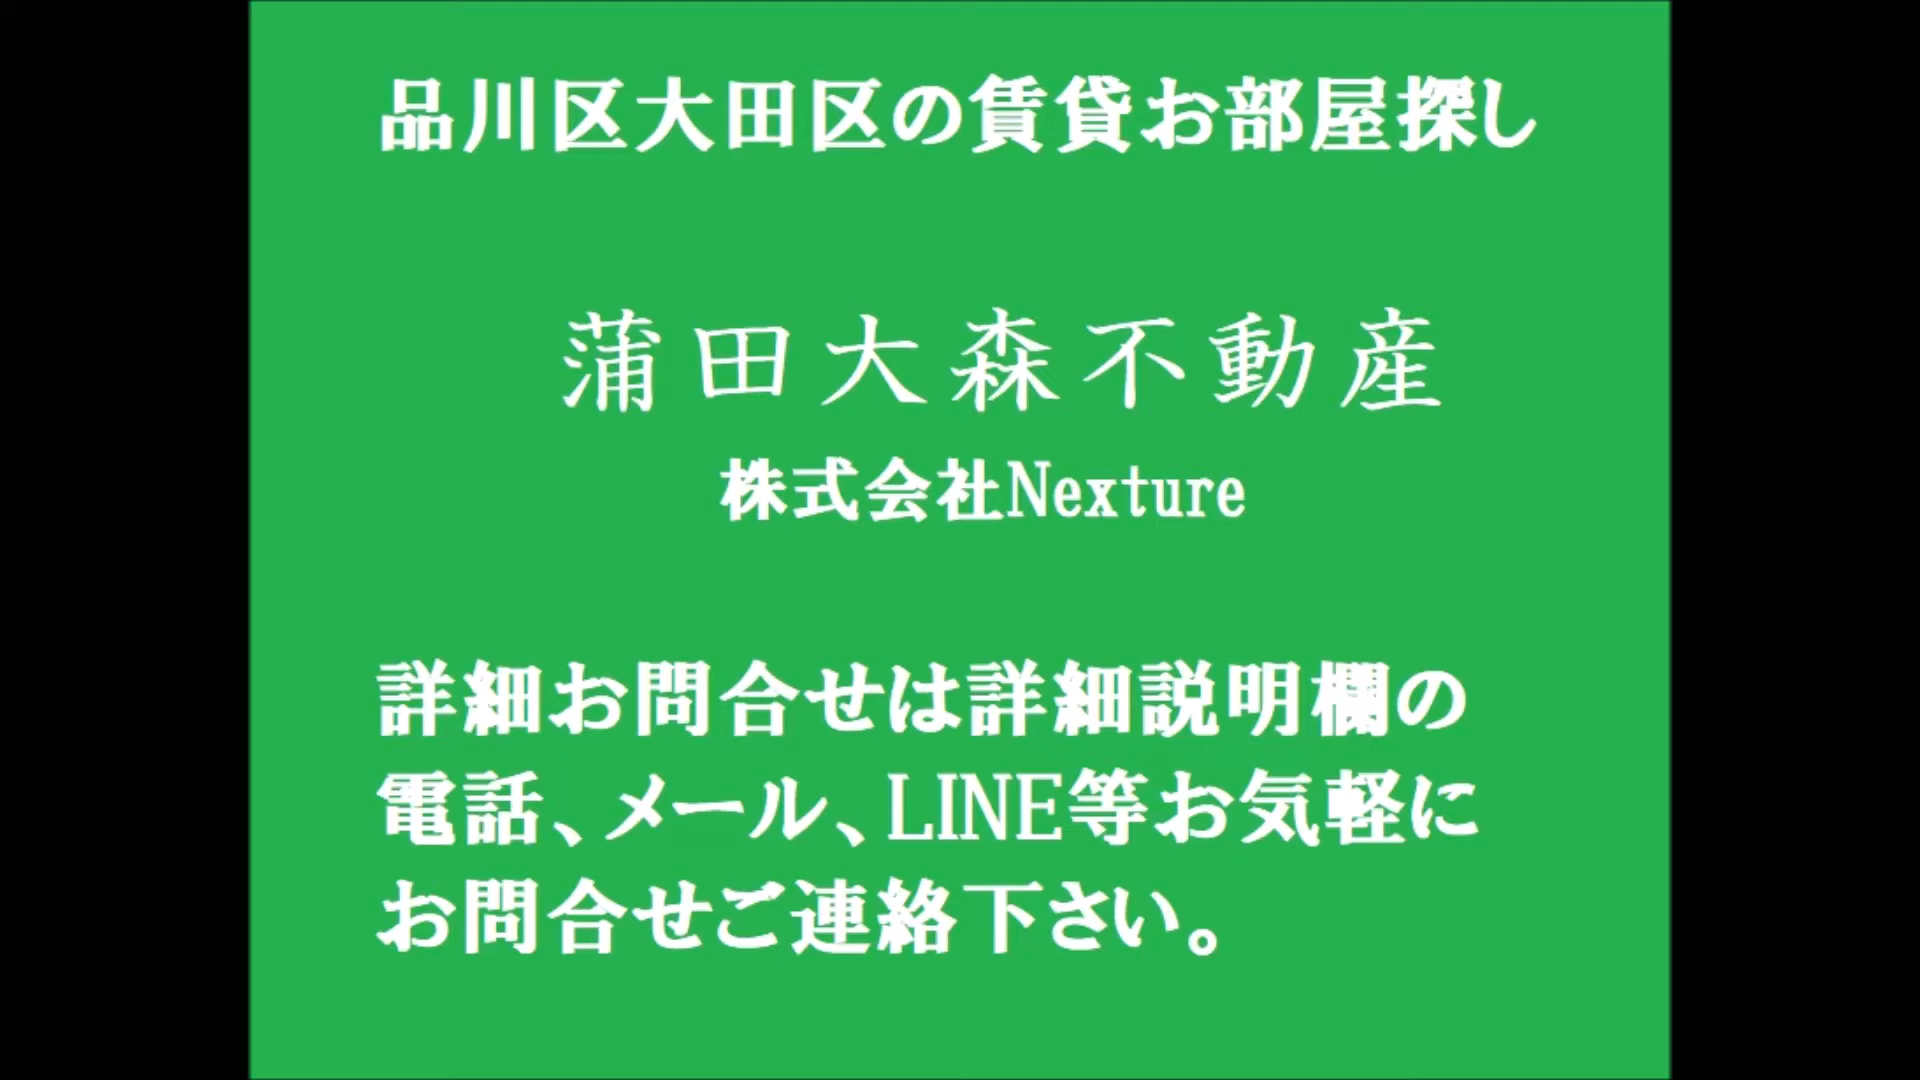 品川区大田区の賃貸お部屋探し
蒲田大森不動産
株式会社Nexture
詳細お問合せは詳細説明欄の
電話、メール、LINE等お気軽に
お問合せご連絡下さい。